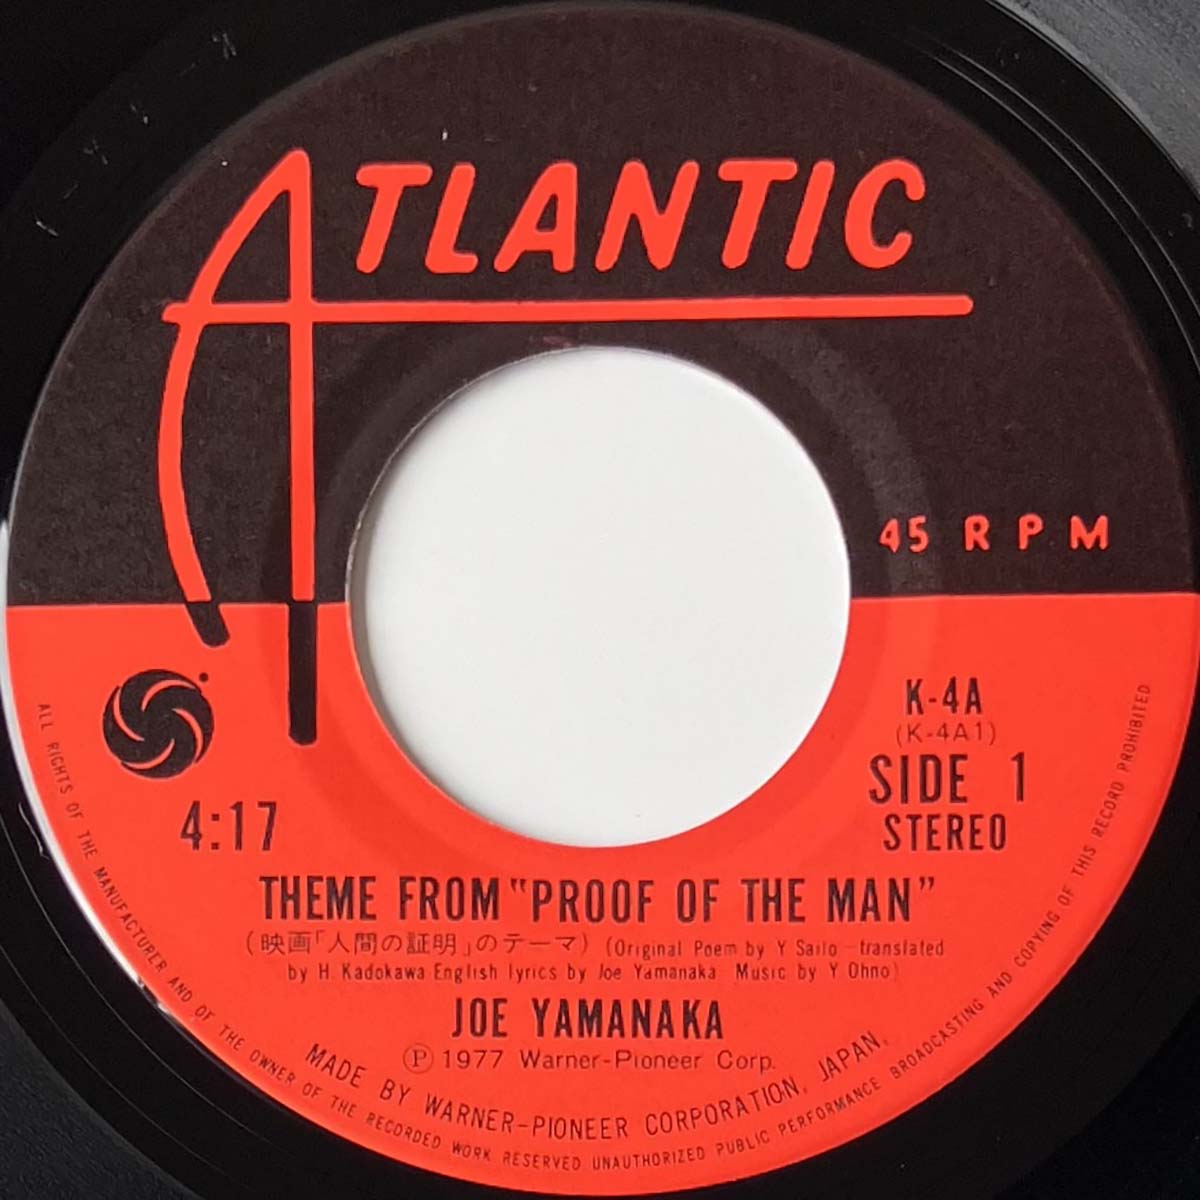 ATLANTIC
45 RPM
K-4A
(K-4A1)
SIDE 1
STEREO
4:17
THEME FROM "PROOF OF THE MAN"
(映画「人間の証明」のテーマ) (Original Poem by Y Sailo—translated
by H. Kadokawa English lyrics by Joe Yamanaka Music by Y Ohno)
JOE YAMANAKA
Ⓟ 1977 Warner-Pioneer Corp.
MADE BY WARNER-PIONEER CORPORATION, JAPAN.
ALL RIGHTS OF THE MANUFACTURER AND OF THE OWNER OF THE RECORDED WORK RESERVED UNAUTHORIZED PUBLIC PERFORMANCE BROADCASTING AND COPYING OF THIS RECORD PROHIBITED